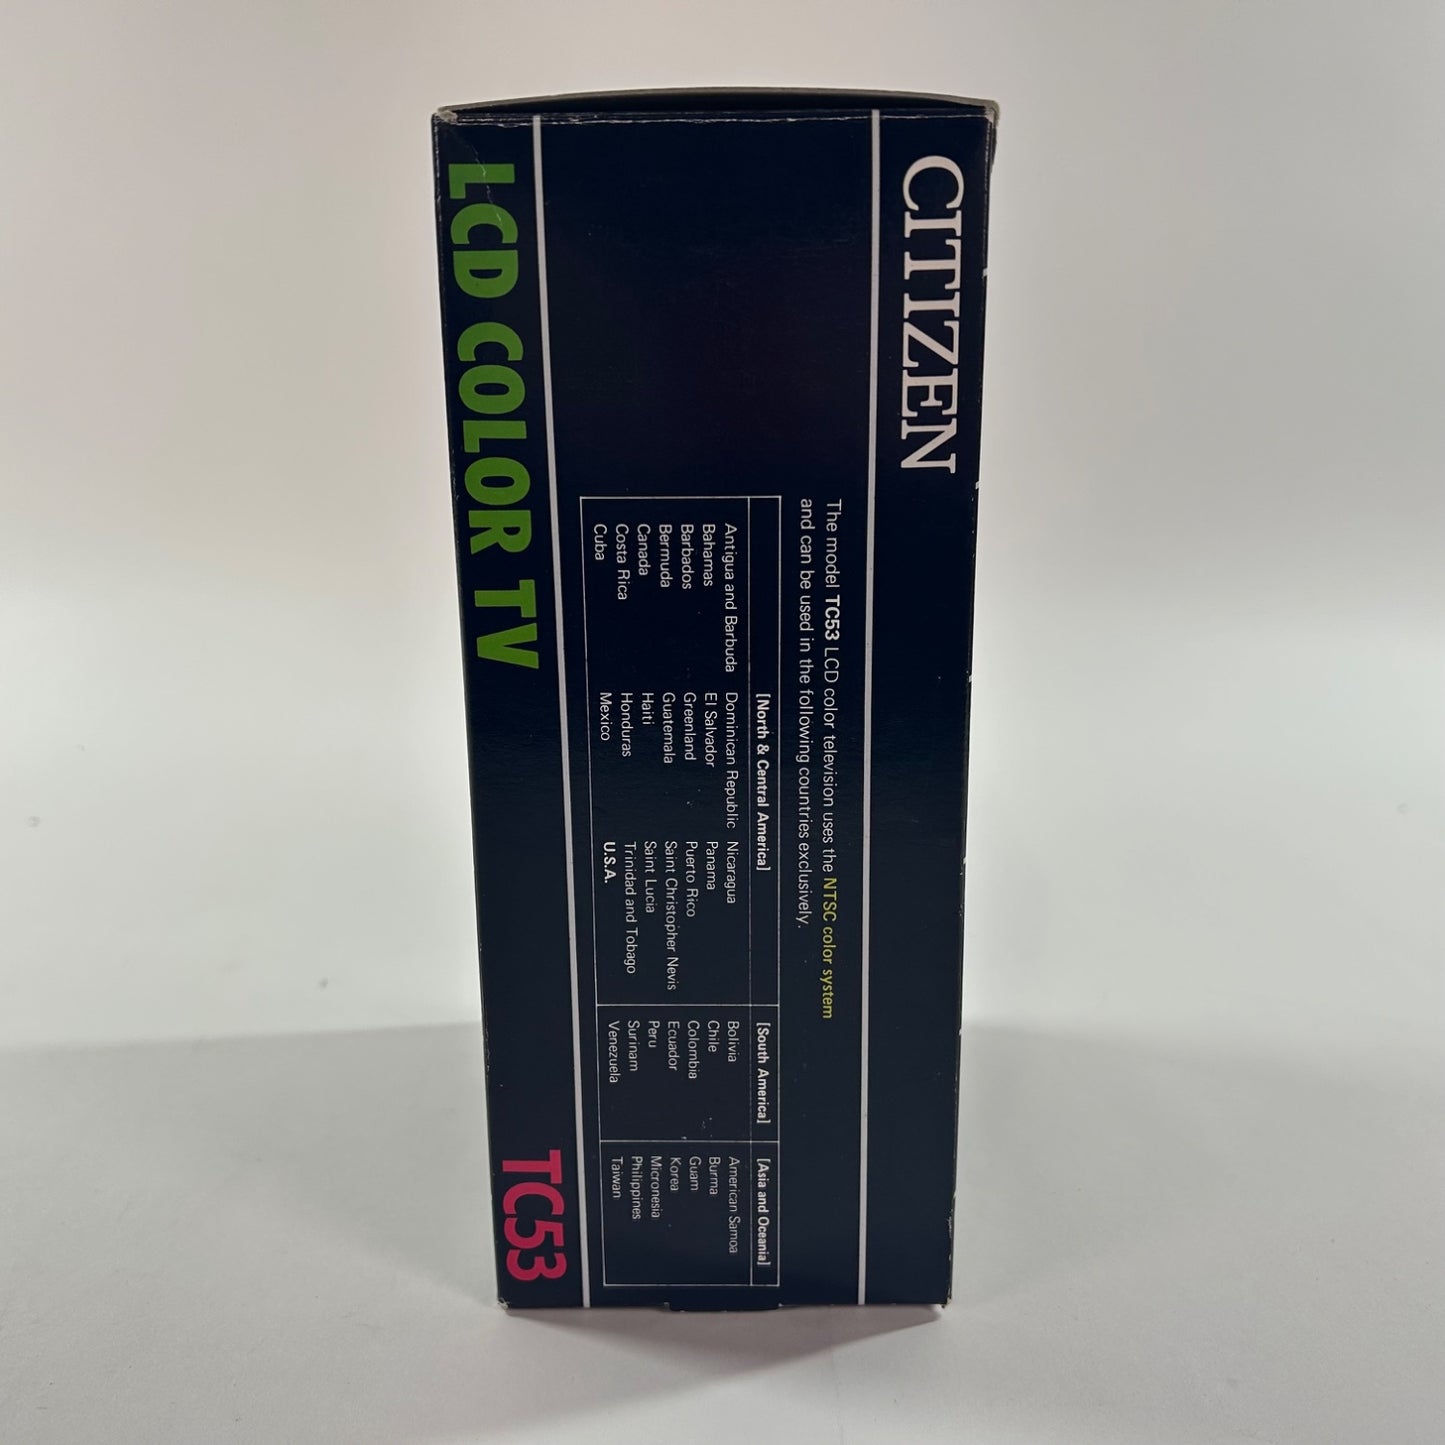 CITIZEN
The model TC53 LCD color television uses the NTSC color system
and can be used in the following countries exclusively.
[North & Central America]
Antigua and Barbuda
Bahamas
Barbados
Bermuda
Canada
Costa Rica
Cuba
Dominican Republic
El Salvador
Greenland
Guatemala
Haiti
Honduras
Mexico
Nicaragua
Panama
Puerto Rico
Saint Christopher Nevis
Saint Lucia
Trinidad and Tobago
U.S.A.
[South America]
Bolivia
Chile
Colombia
Ecuador
Peru
Surinam
Venezuela
[Asia and Oceania]
American Samoa
Burma
Guam
Korea
Micronesia
Philippines
Taiwan
LCD COLOR TV
TC53